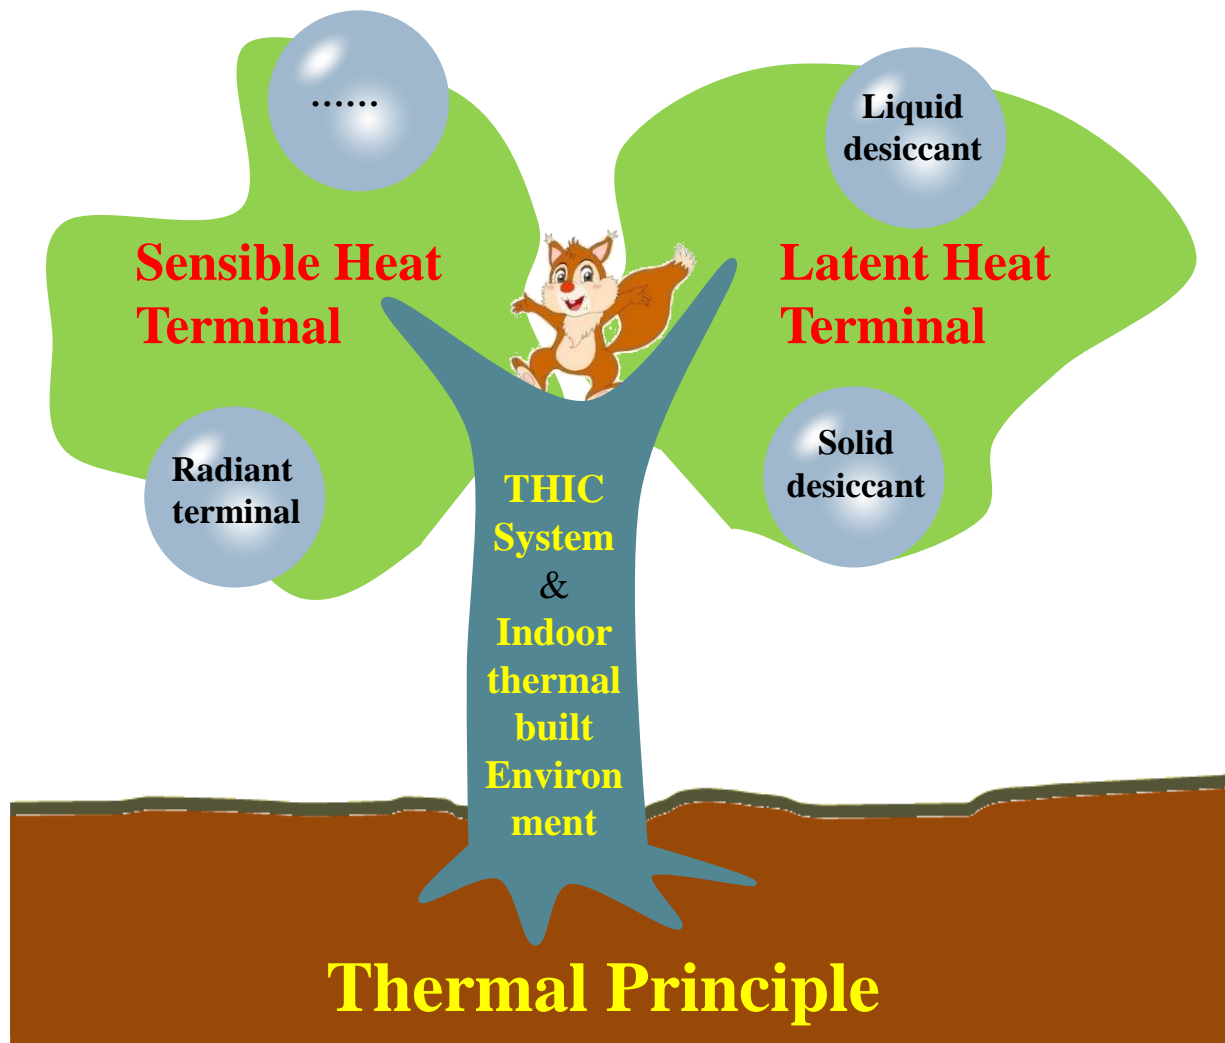 ......
Liquid
desiccant
Sensible Heat
Terminal
Latent Heat
Terminal
Radiant
terminal
Solid
desiccant
THIC
System
&
Indoor
thermal
built
Environ
ment
Thermal Principle